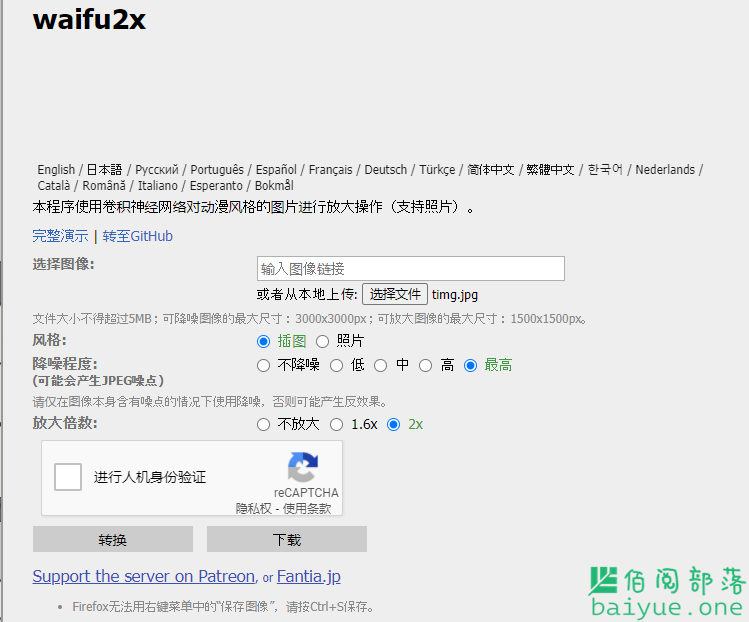 waifu2x
English / 日本語 / Русский / Português / Español / Français / Deutsch / Türkçe / 简体中文 / 繁體中文 / 한국어 / Nederlands /
Català / Română / Italiano / Esperanto / Bokmål
本程序使用卷积神经网络对动漫风格的图片进行放大操作（支持照片）。
完整演示 | 转至GitHub
选择图像: 输入图像链接
或者从本地上传: 选择文件 timg.jpg
文件大小不得超过5MB；可降噪图像的最大尺寸：3000x3000px；可放大图像的最大尺寸：1500x1500px。
风格: 插图 照片
降噪程度: 不降噪 低 中 高 最高
(可能会产生JPEG噪点)
请仅在图像本身含有噪点的情况下使用降噪，否则可能产生反效果。
放大倍数: 不放大 1.6x 2x
进行人机身份验证
reCAPTCHA
隐私权 - 使用条款
转换 下载
Support the server on Patreon, or Fantia.jp
• Firefox无法用右键菜单中的“保存图像”，请按Ctrl+S保存。
佰阅部落
baiyue.one